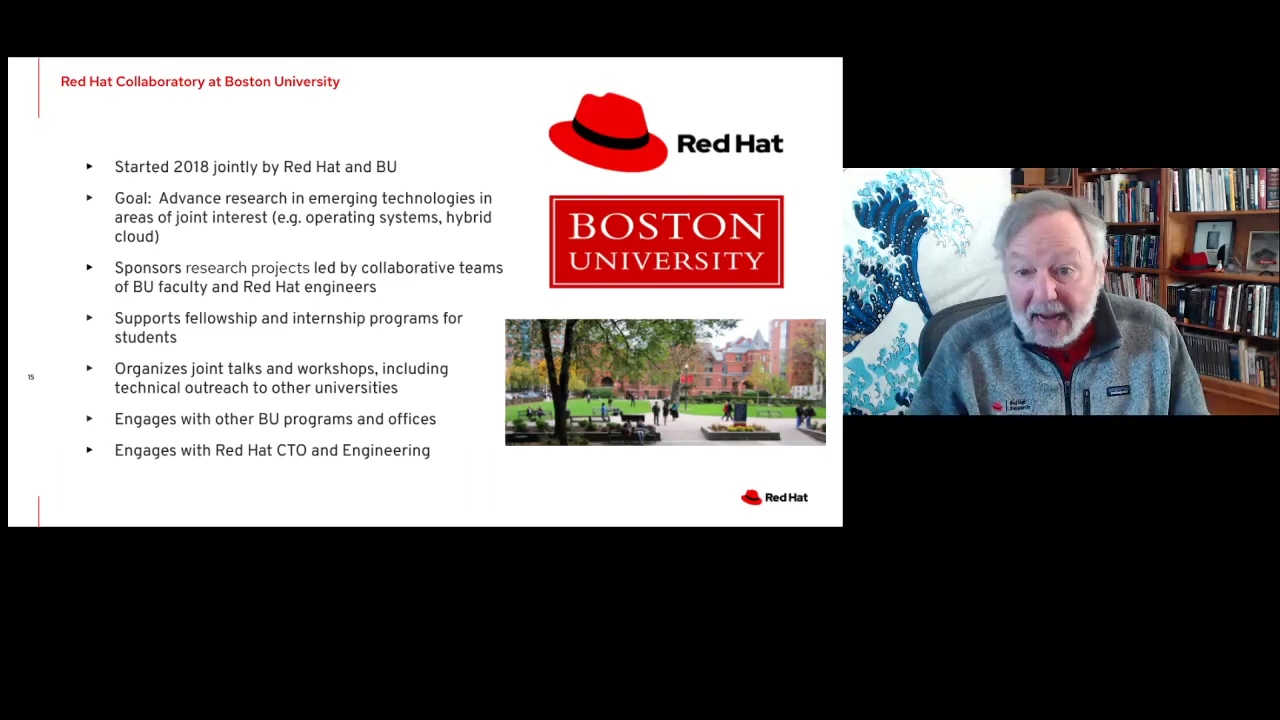 Red Hat Collaboratory at Boston University
Started 2018 jointly by Red Hat and BU
Goal: Advance research in emerging technologies in
areas of joint interest (e.g. operating systems, hybrid
cloud)
Sponsors research projects led by collaborative teams
of BU faculty and Red Hat engineers
Supports fellowship and internship programs for
students
Organizes joint talks and workshops, including
technical outreach to other universities
Engages with other BU programs and offices
Engages with Red Hat CTO and Engineering
15
Red Hat
BOSTON
UNIVERSITY
Red Hat
Red Hat